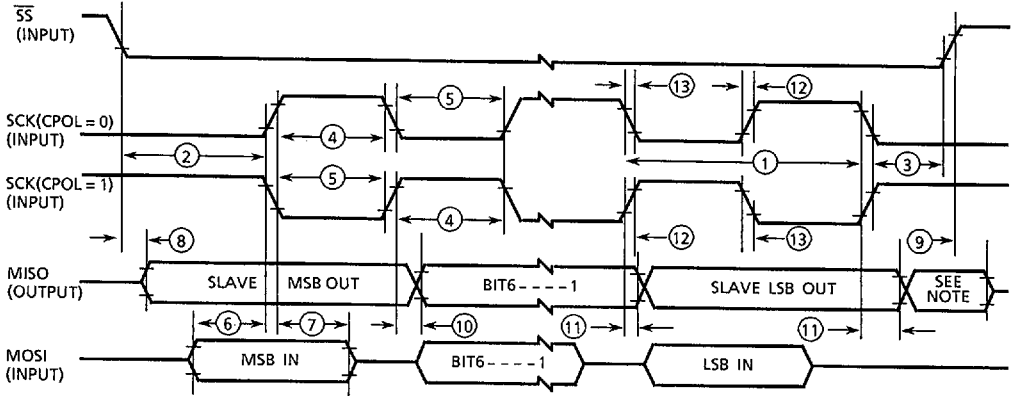 SS
(INPUT)
⑬ ⑫
⑤
SCK(CPOL = 0)
(INPUT)
④
② ① ③
SCK(CPOL = 1)
(INPUT)
⑤
④
⑧ ⑫ ⑬ ⑨
MISO
(OUTPUT)
SLAVE MSB OUT
BIT6-----1
SLAVE LSB OUT
SEE
NOTE
⑥ ⑦ ⑩ ⑪ ⑪
MOSI
(INPUT)
MSB IN
BIT6-----1
LSB IN